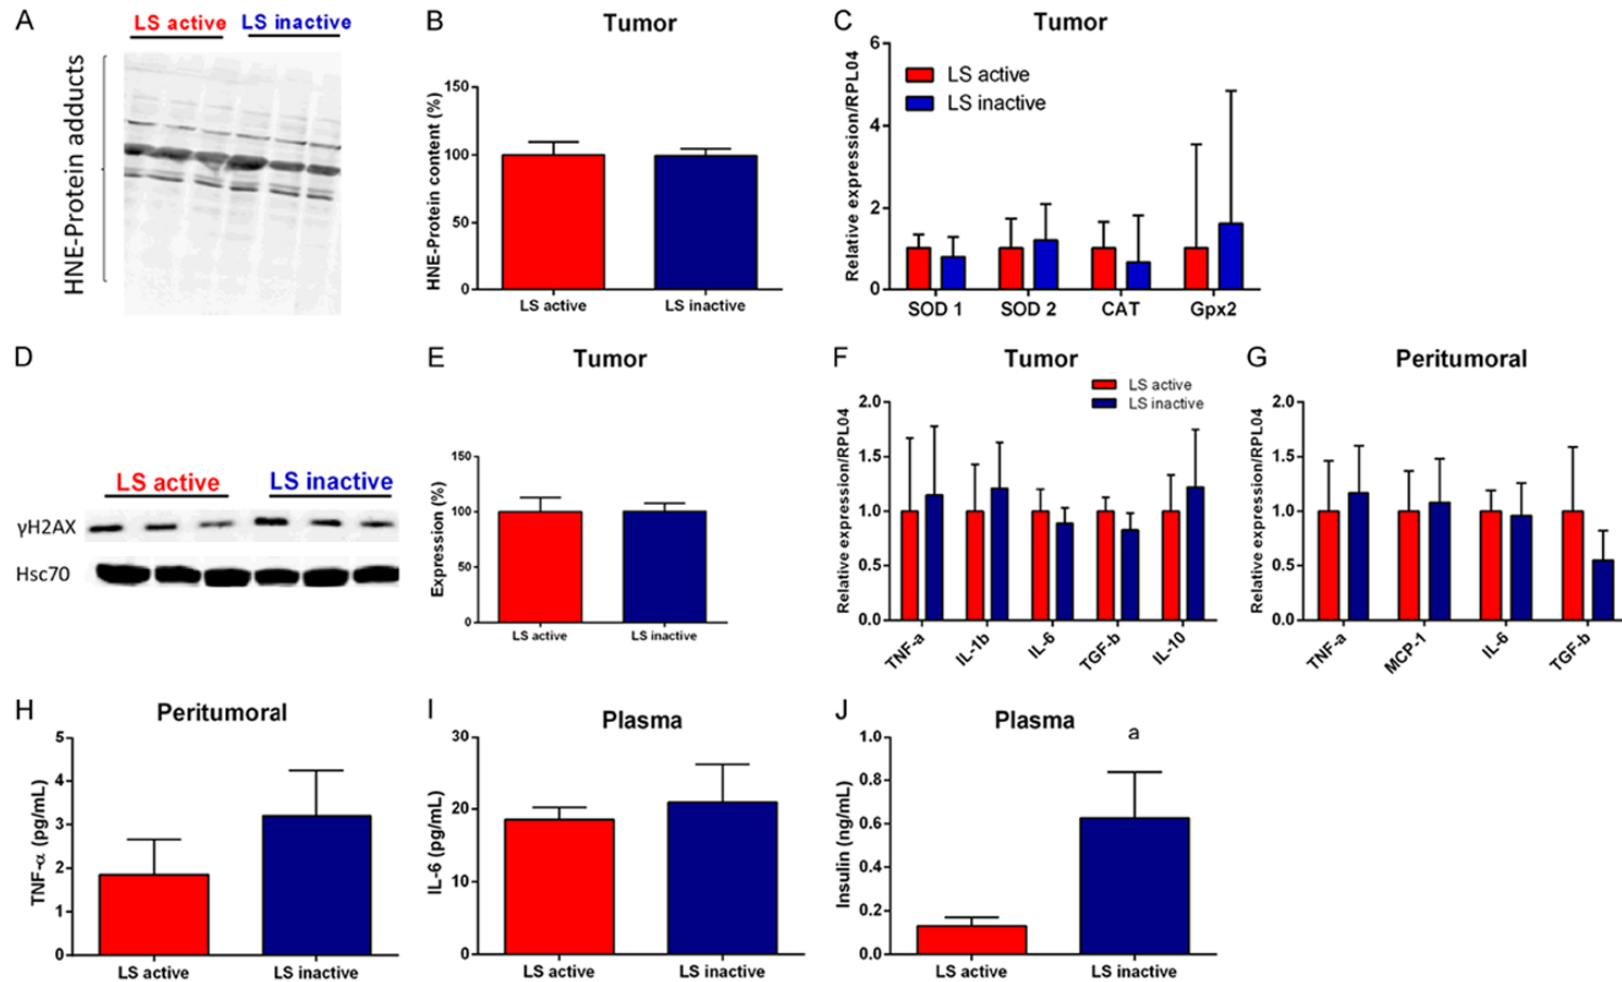 A
LS active LS inactive
HNE-Protein adducts
B
Tumor
HNE-Protein content (%)
150
100
50
0
LS active LS inactive
C
Tumor
Relative expression/RPL04
6
4
2
0
LS active
LS inactive
SOD 1 SOD 2 CAT Gpx2
D
LS active LS inactive
γH2AX
Hsc70
E
Tumor
Expression (%)
150
100
50
0
LS active LS inactive
F
Tumor
LS active
LS inactive
Relative expression/RPL04
2.0
1.5
1.0
0.5
0.0
TNF-a IL-1b IL-6 TGF-b IL-10
G
Peritumoral
Relative expression/RPL04
2.0
1.5
1.0
0.5
0.0
TNF-a MCP-1 IL-6 TGF-b
H
Peritumoral
TNF-α (pg/mL)
5
4
3
2
1
0
LS active LS inactive
I
Plasma
IL-6 (pg/mL)
30
20
10
0
LS active LS inactive
J
Plasma
a
Insulin (ng/mL)
1.0
0.8
0.6
0.4
0.2
0.0
LS active LS inactive